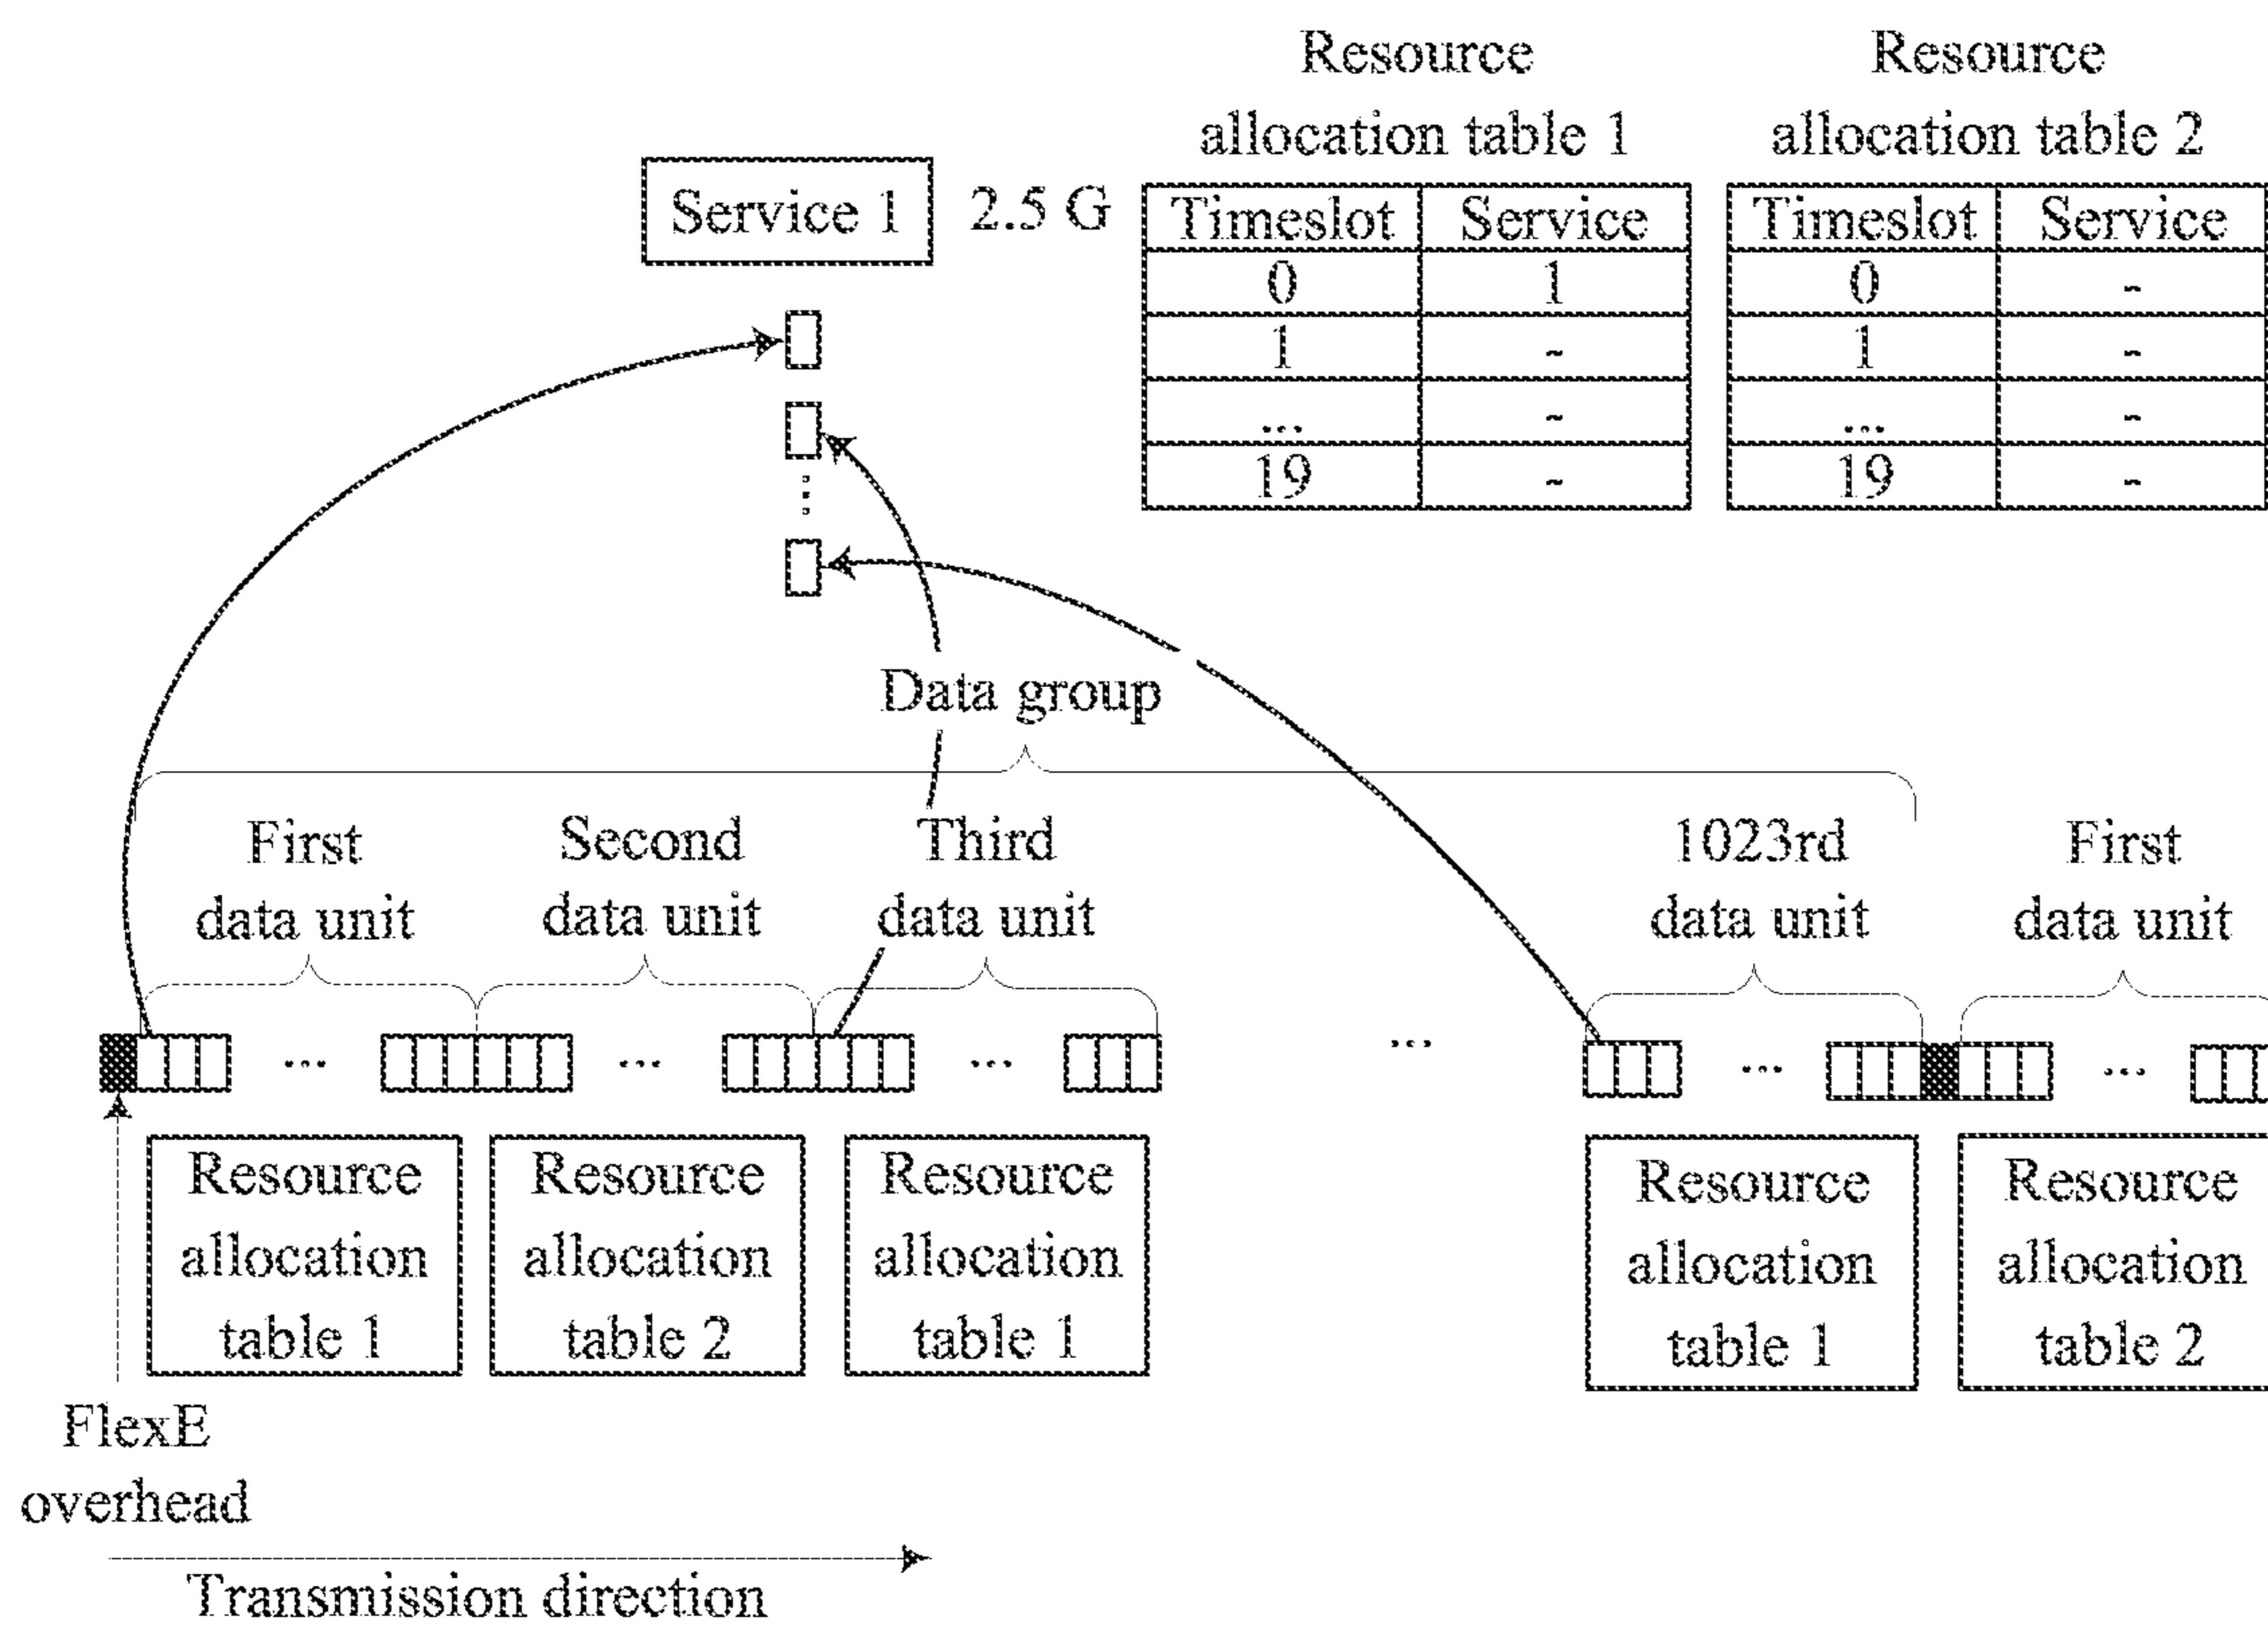 Resource
allocation table 1
Resource
allocation table 2
Service 1
2.5 G
Timeslot Service
0 1
1 -
... -
19 -
Timeslot Service
0 -
1 -
... -
19 -
Data group
First
data unit
Second
data unit
Third
data unit
1023rd
data unit
First
data unit
... ... ... ... ... ...
Resource
allocation
table 1
Resource
allocation
table 2
Resource
allocation
table 1
Resource
allocation
table 1
Resource
allocation
table 2
FlexE
overhead
Transmission direction